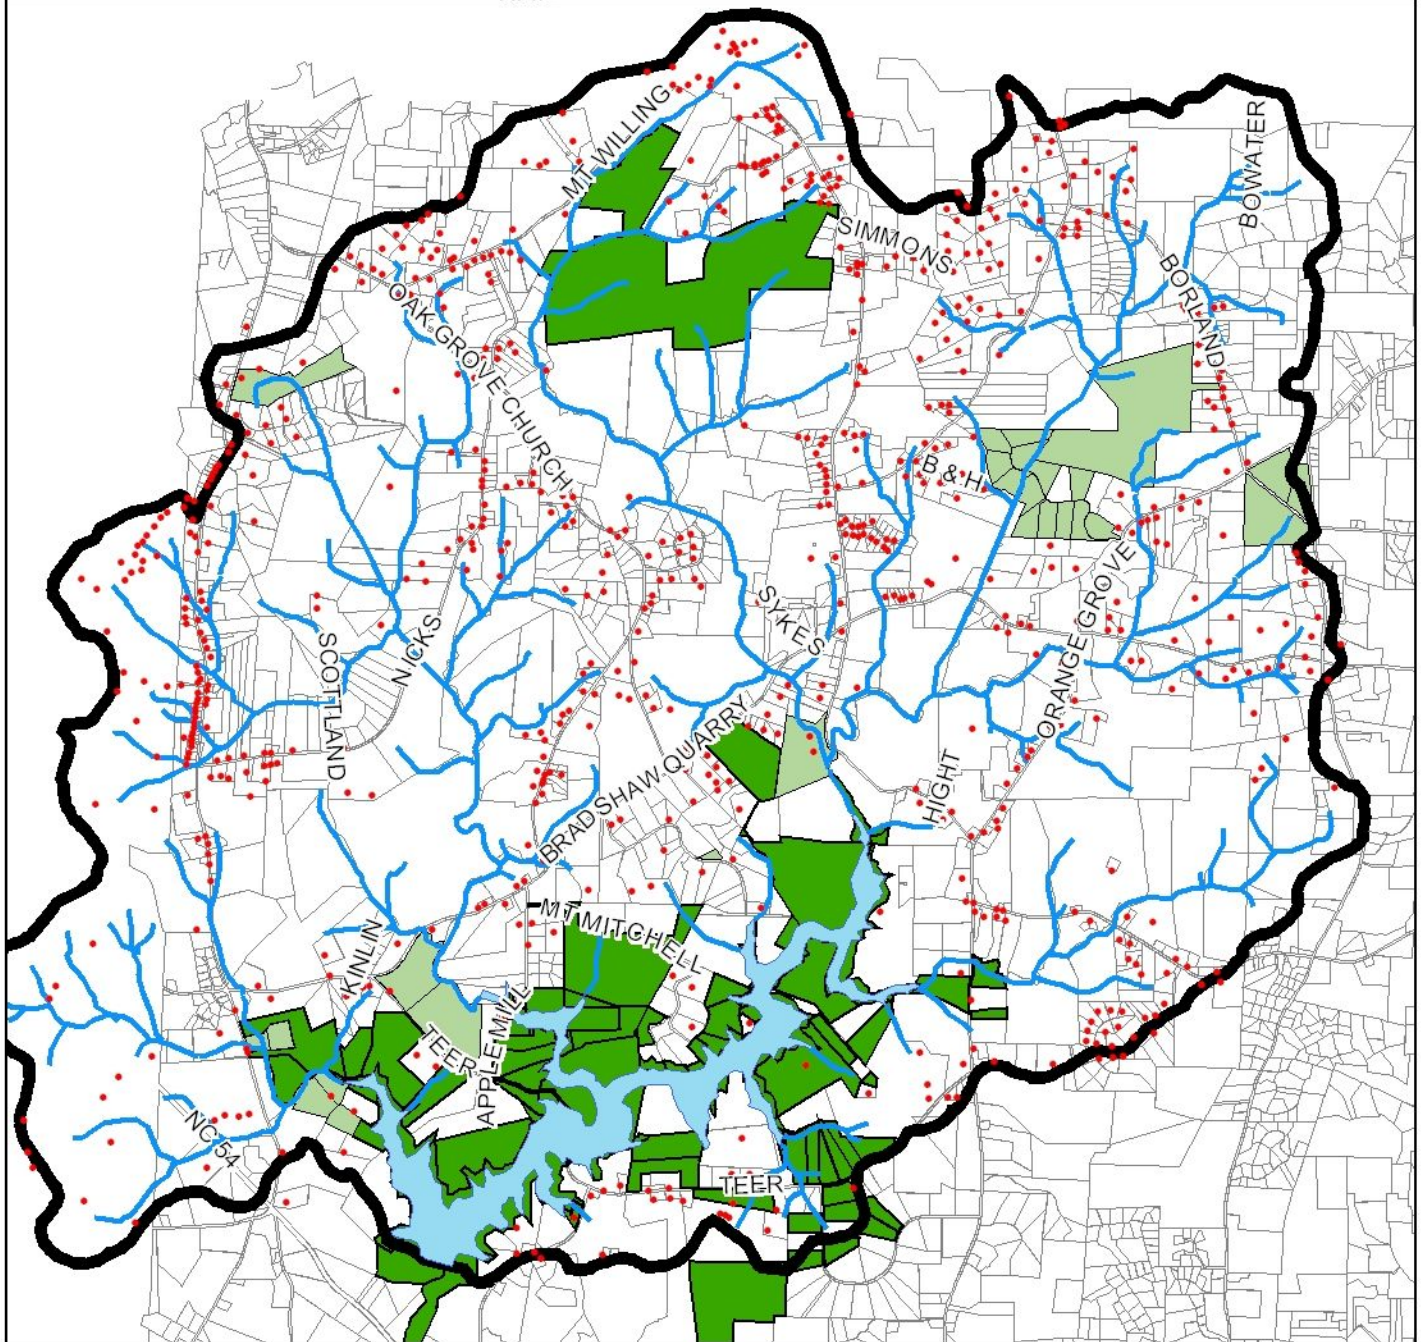 MT WILLING
BOWATER
SIMMONS
BORLAND
OAK GROVE CHURCH
B & H
ORANGE GROVE
SYKES
NICKS
SCOTTLAND
BRADSHAW QUARRY
HIGHT
MT MITCHELL
KINLIN
APPLE MILL
TEER
NC 54
TEER